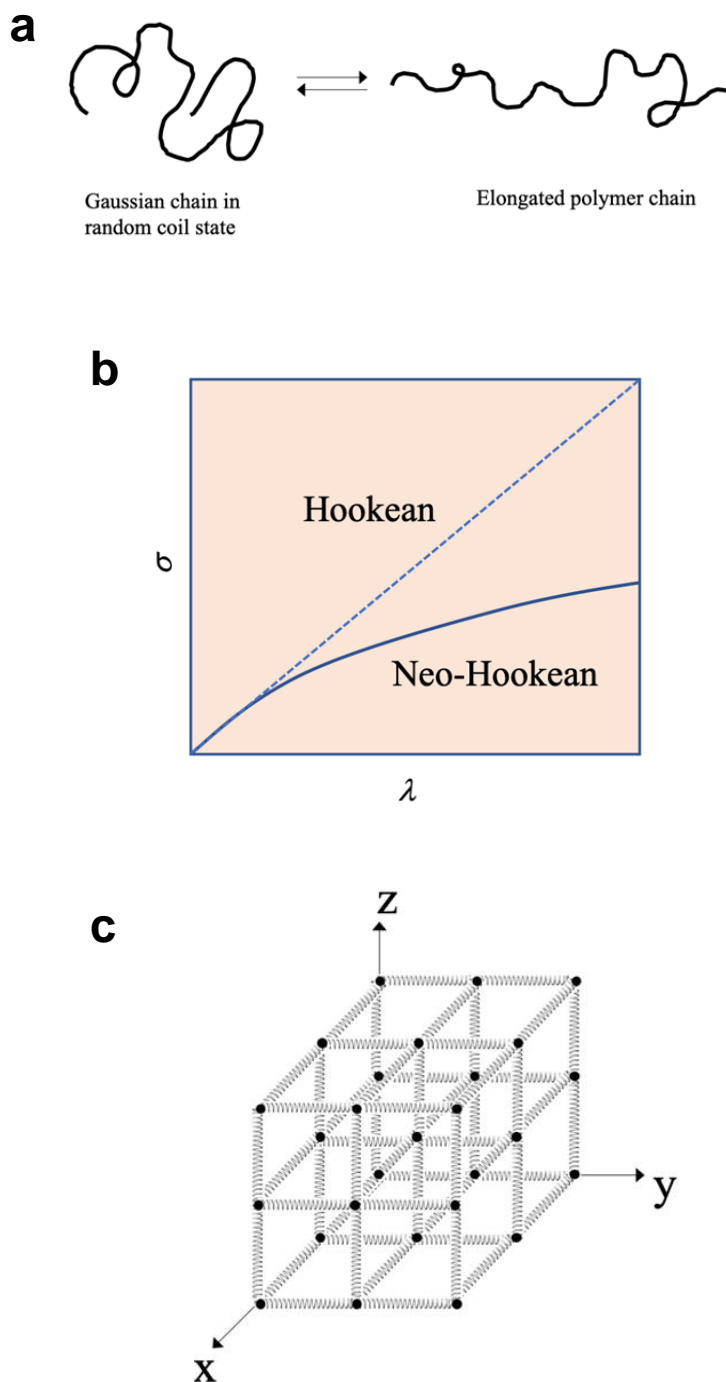 a
Gaussian chain in
random coil state
Elongated polymer chain
b
Hookean
σ
Neo-Hookean
λ
c
z
y
x